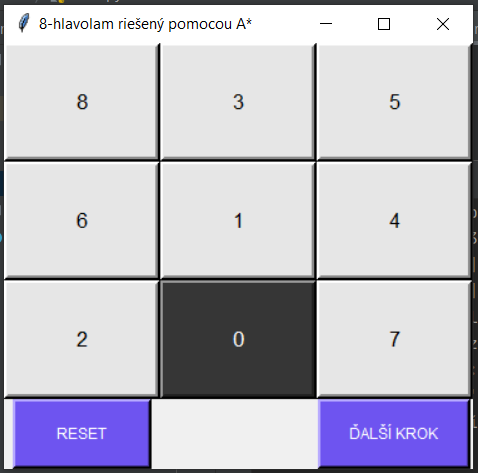 8-hlavolam riešený pomocou A*
8 3 5
6 1 4
2 0 7
RESET ĎALŠÍ KROK